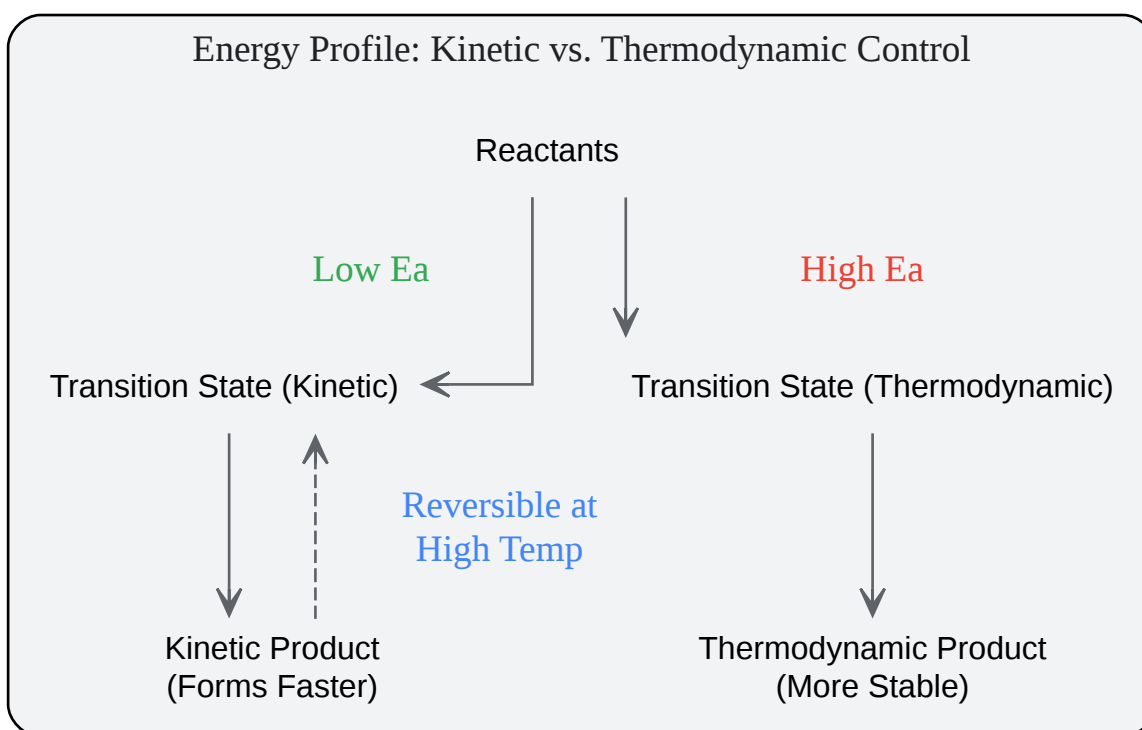 Energy Profile: Kinetic vs. Thermodynamic Control
Reactants
Low Ea
High Ea
Transition State (Kinetic)
Transition State (Thermodynamic)
Reversible at
High Temp
Kinetic Product
(Forms Faster)
Thermodynamic Product
(More Stable)